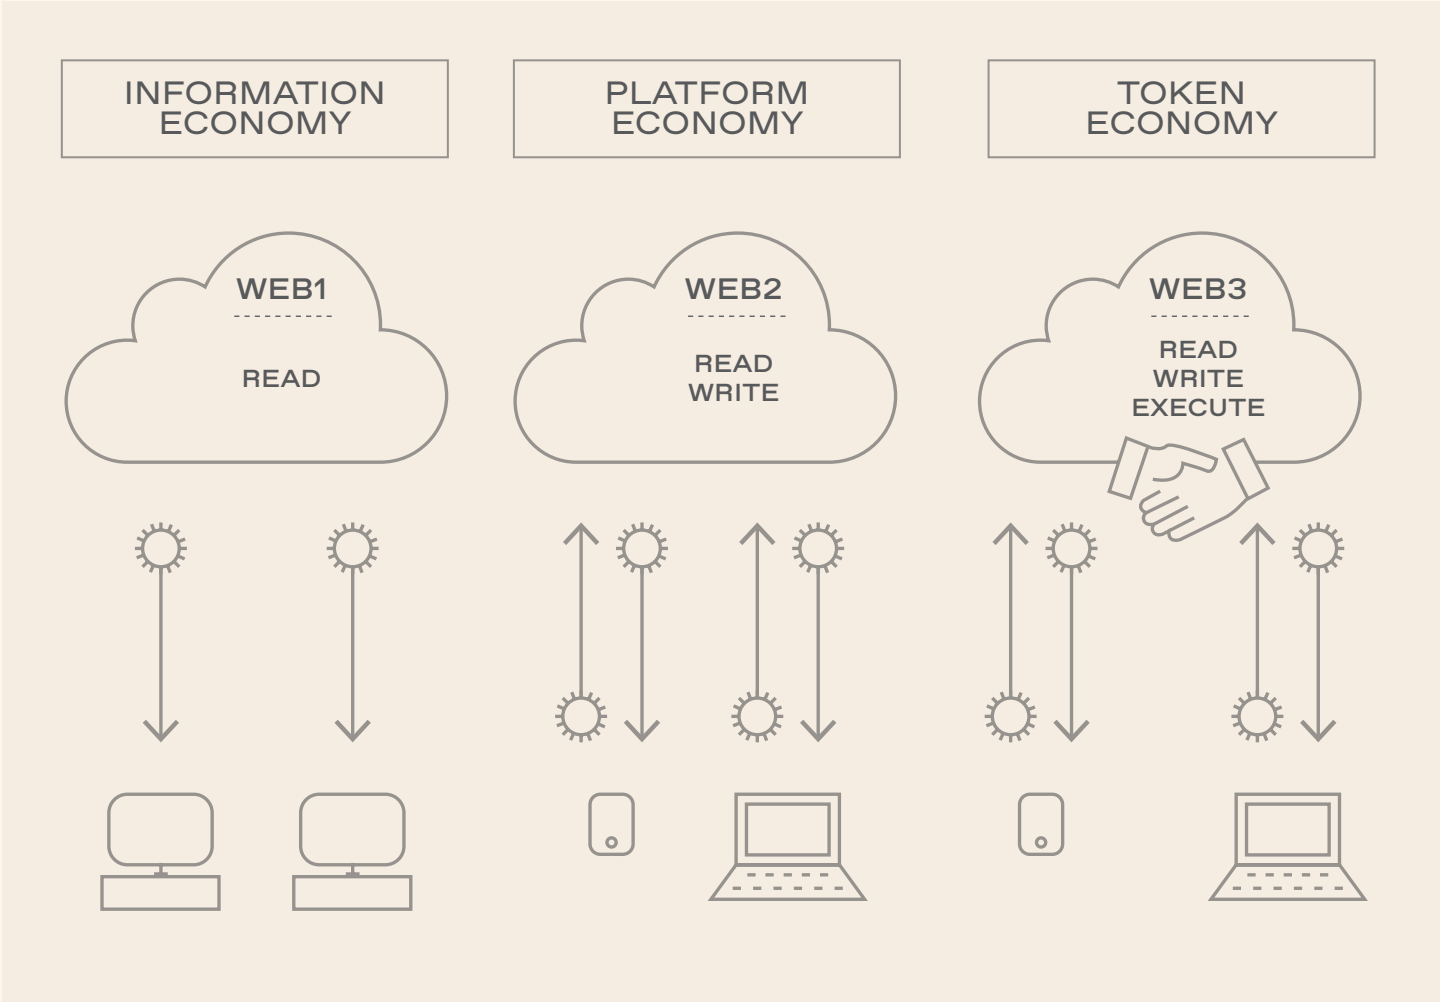 INFORMATION
ECONOMY
PLATFORM
ECONOMY
TOKEN
ECONOMY
WEB1
READ
WEB2
READ
WRITE
WEB3
READ
WRITE
EXECUTE